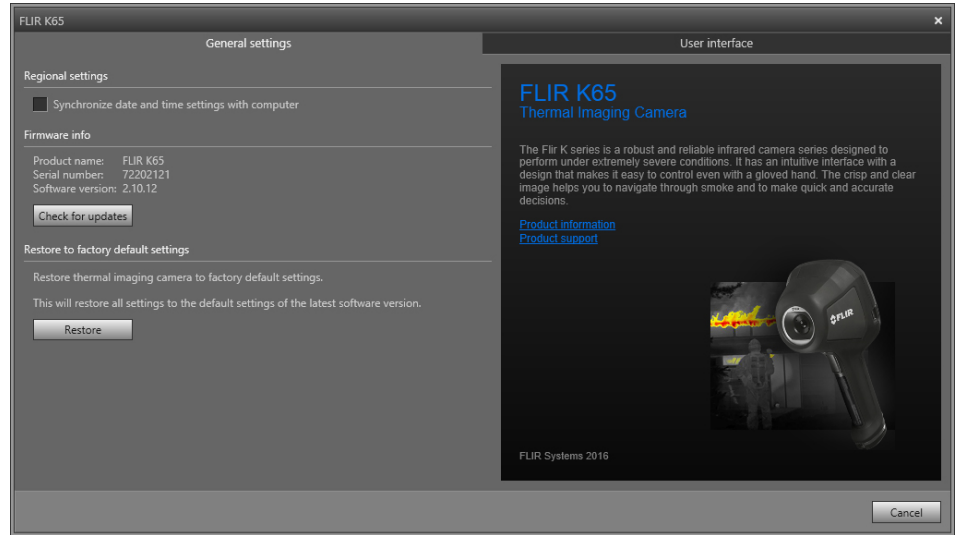 FLIR K65
General settings
User interface
Regional settings
Synchronize date and time settings with computer
Firmware info
Product name: FLIR K65
Serial number: 72202121
Software version: 2.10.12
Check for updates
Restore to factory default settings
Restore thermal imaging camera to factory default settings.
This will restore all settings to the default settings of the latest software version.
Restore
FLIR K65
Thermal Imaging Camera
The Flir K series is a robust and reliable infrared camera series designed to
perform under extremely severe conditions. It has an intuitive interface with a
design that makes it easy to control even with a gloved hand. The crisp and clear
image helps you to navigate through smoke and to make quick and accurate
decisions.
Product information
Product support
FLIR
FLIR Systems 2016
Cancel